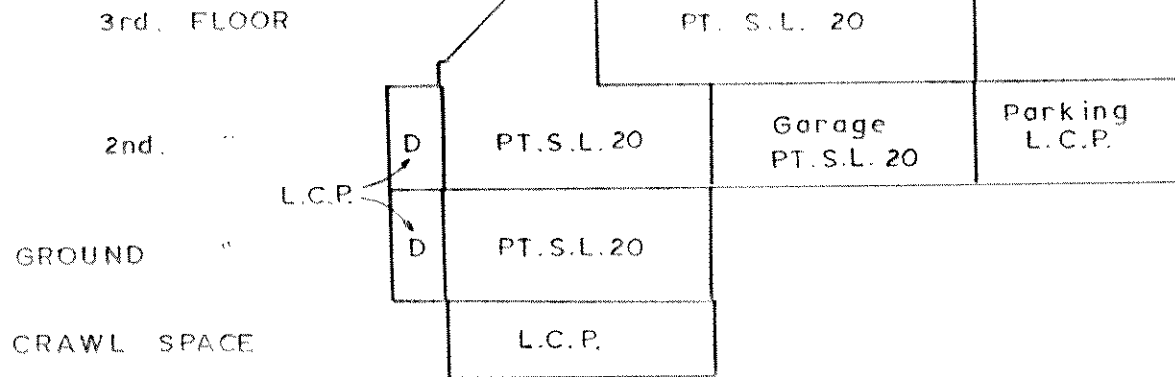 3rd. FLOOR PT. S.L. 20
2nd. " D PT.S.L. 20 Garage Parking
PT.S.L. 20 L.C.P.
L.C.P.
GROUND " D PT.S.L. 20
CRAWL SPACE L.C.P.